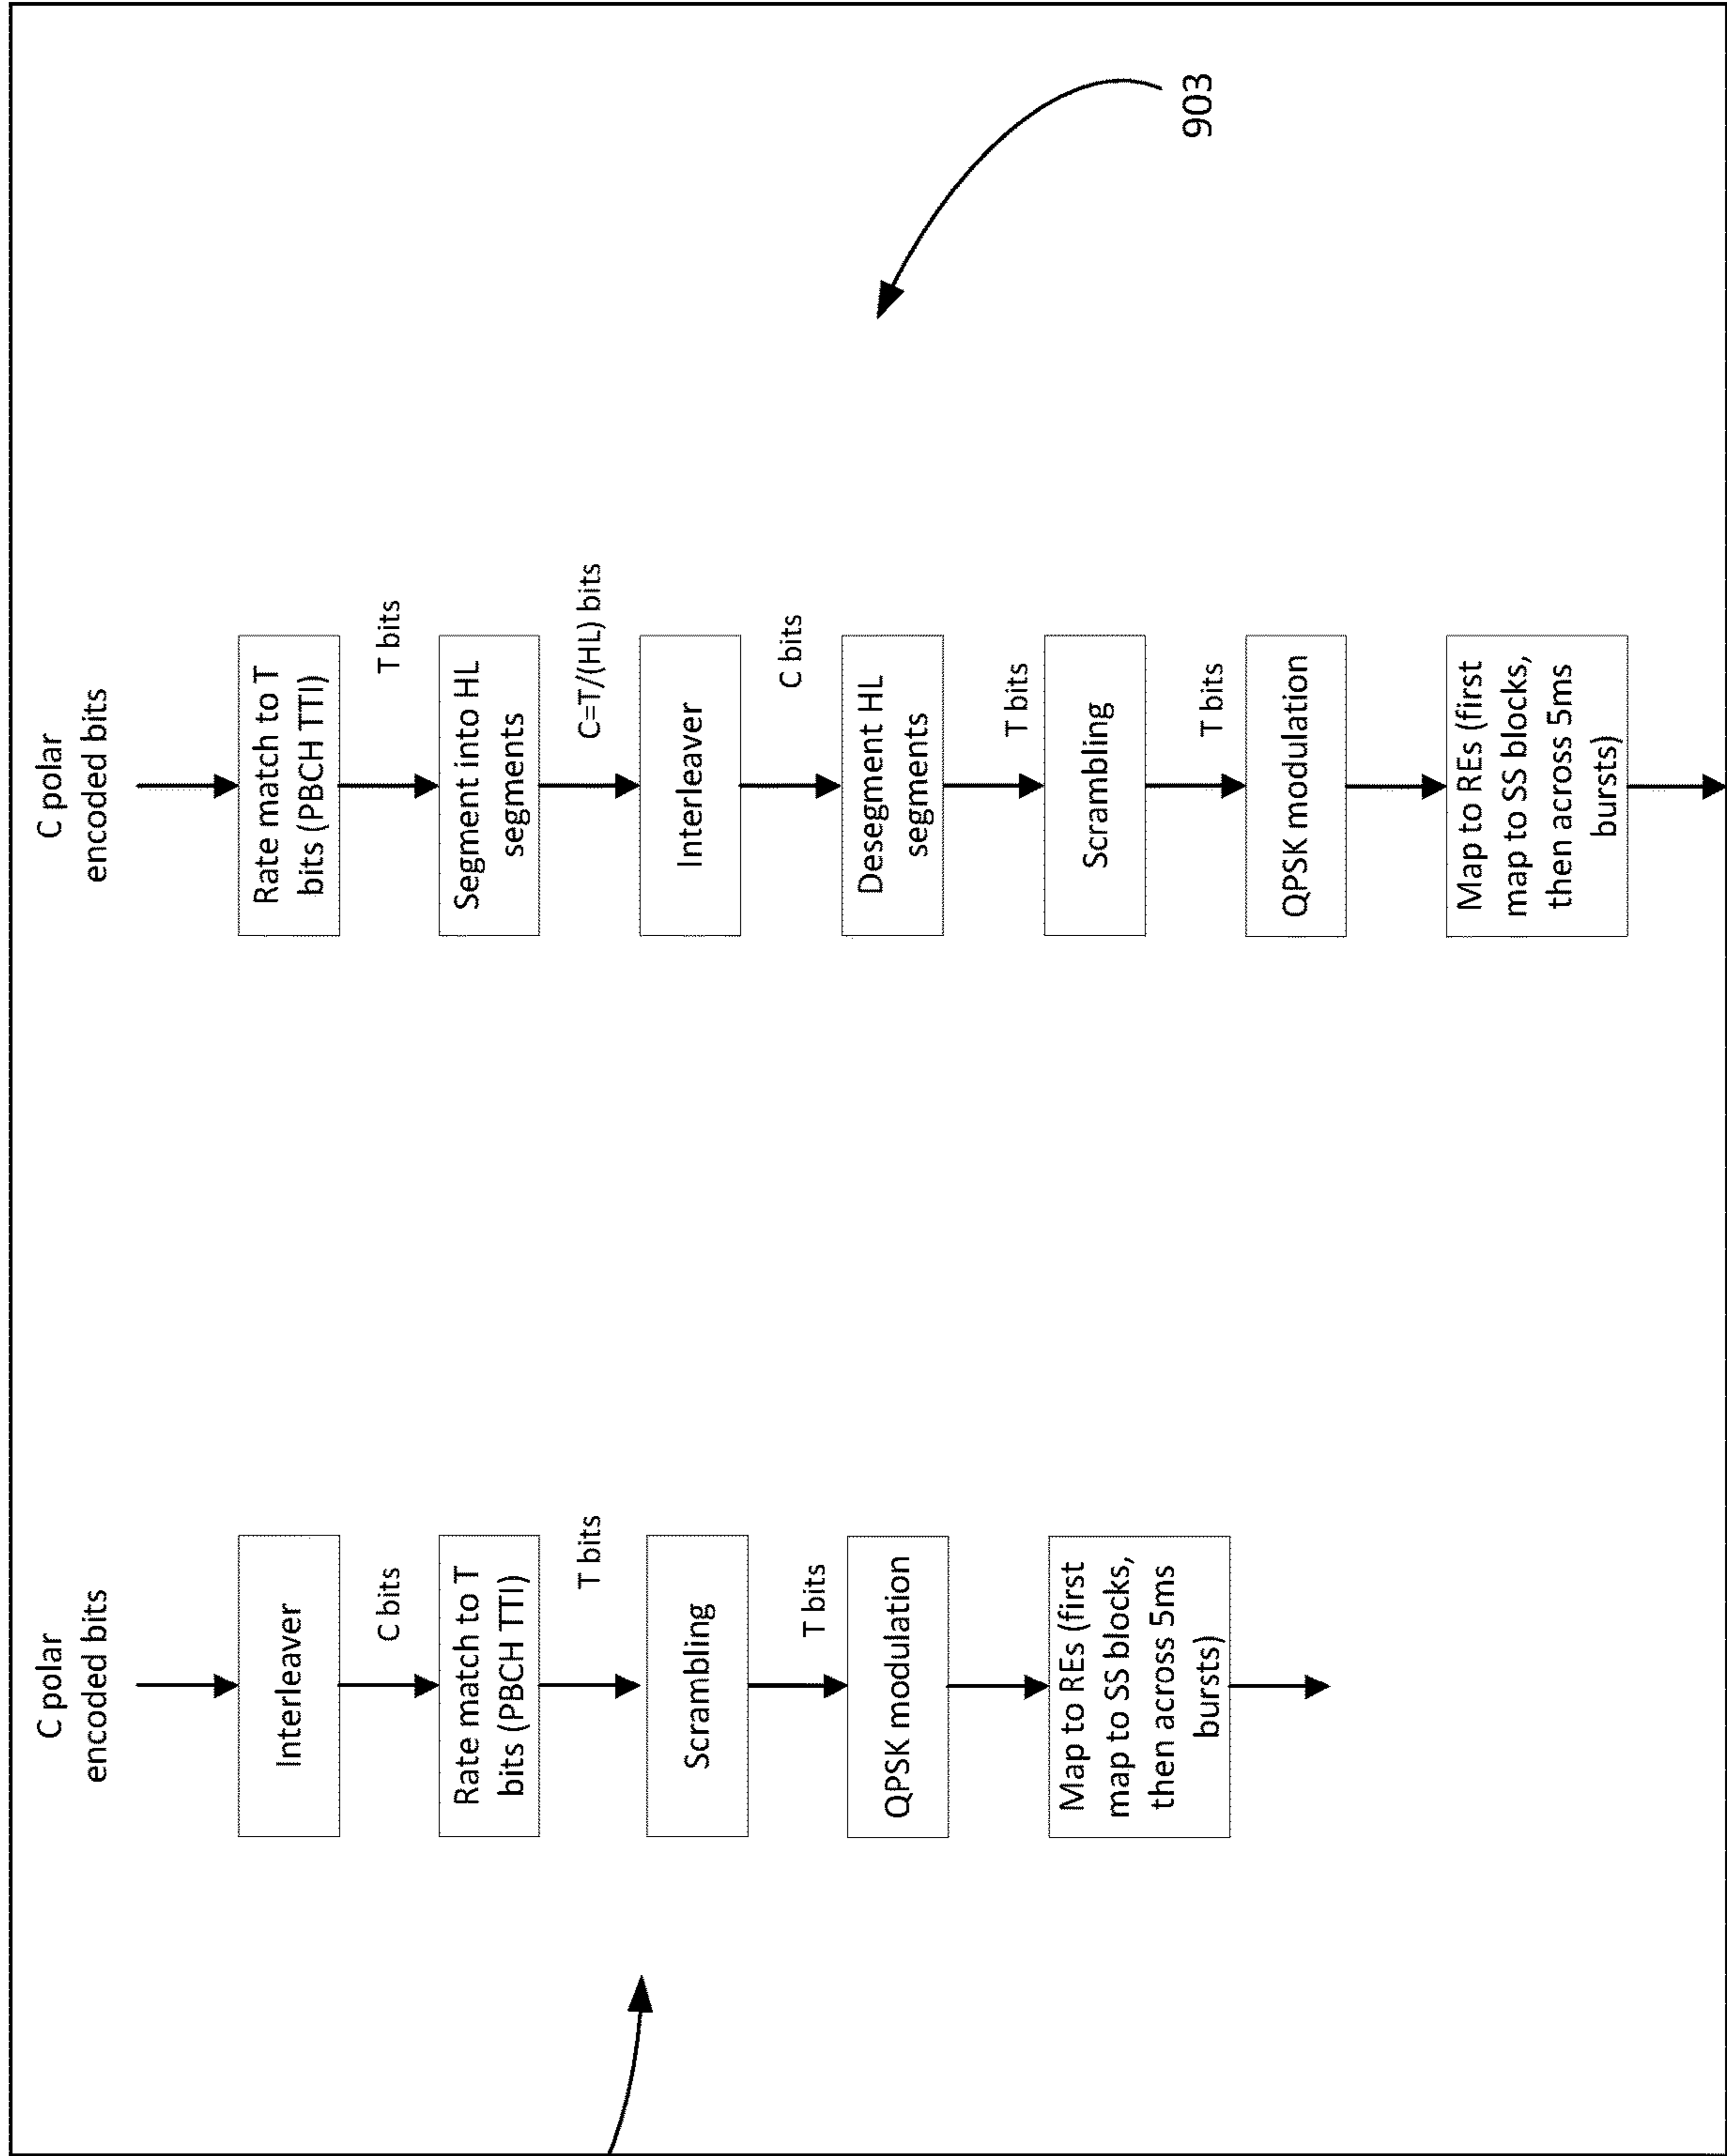 C polar
encoded bits
Interleaver
C bits
Rate match to T
bits (PBCH TTI)
T bits
Scrambling
T bits
QPSK modulation
Map to REs (first
map to SS blocks,
then across 5ms
bursts)
C polar
encoded bits
Rate match to T
bits (PBCH TTI)
T bits
Segment into HL
segments
C=T/(HL) bits
Interleaver
C bits
Desegment HL
segments
T bits
Scrambling
T bits
QPSK modulation
Map to REs (first
map to SS blocks,
then across 5ms
bursts)
903